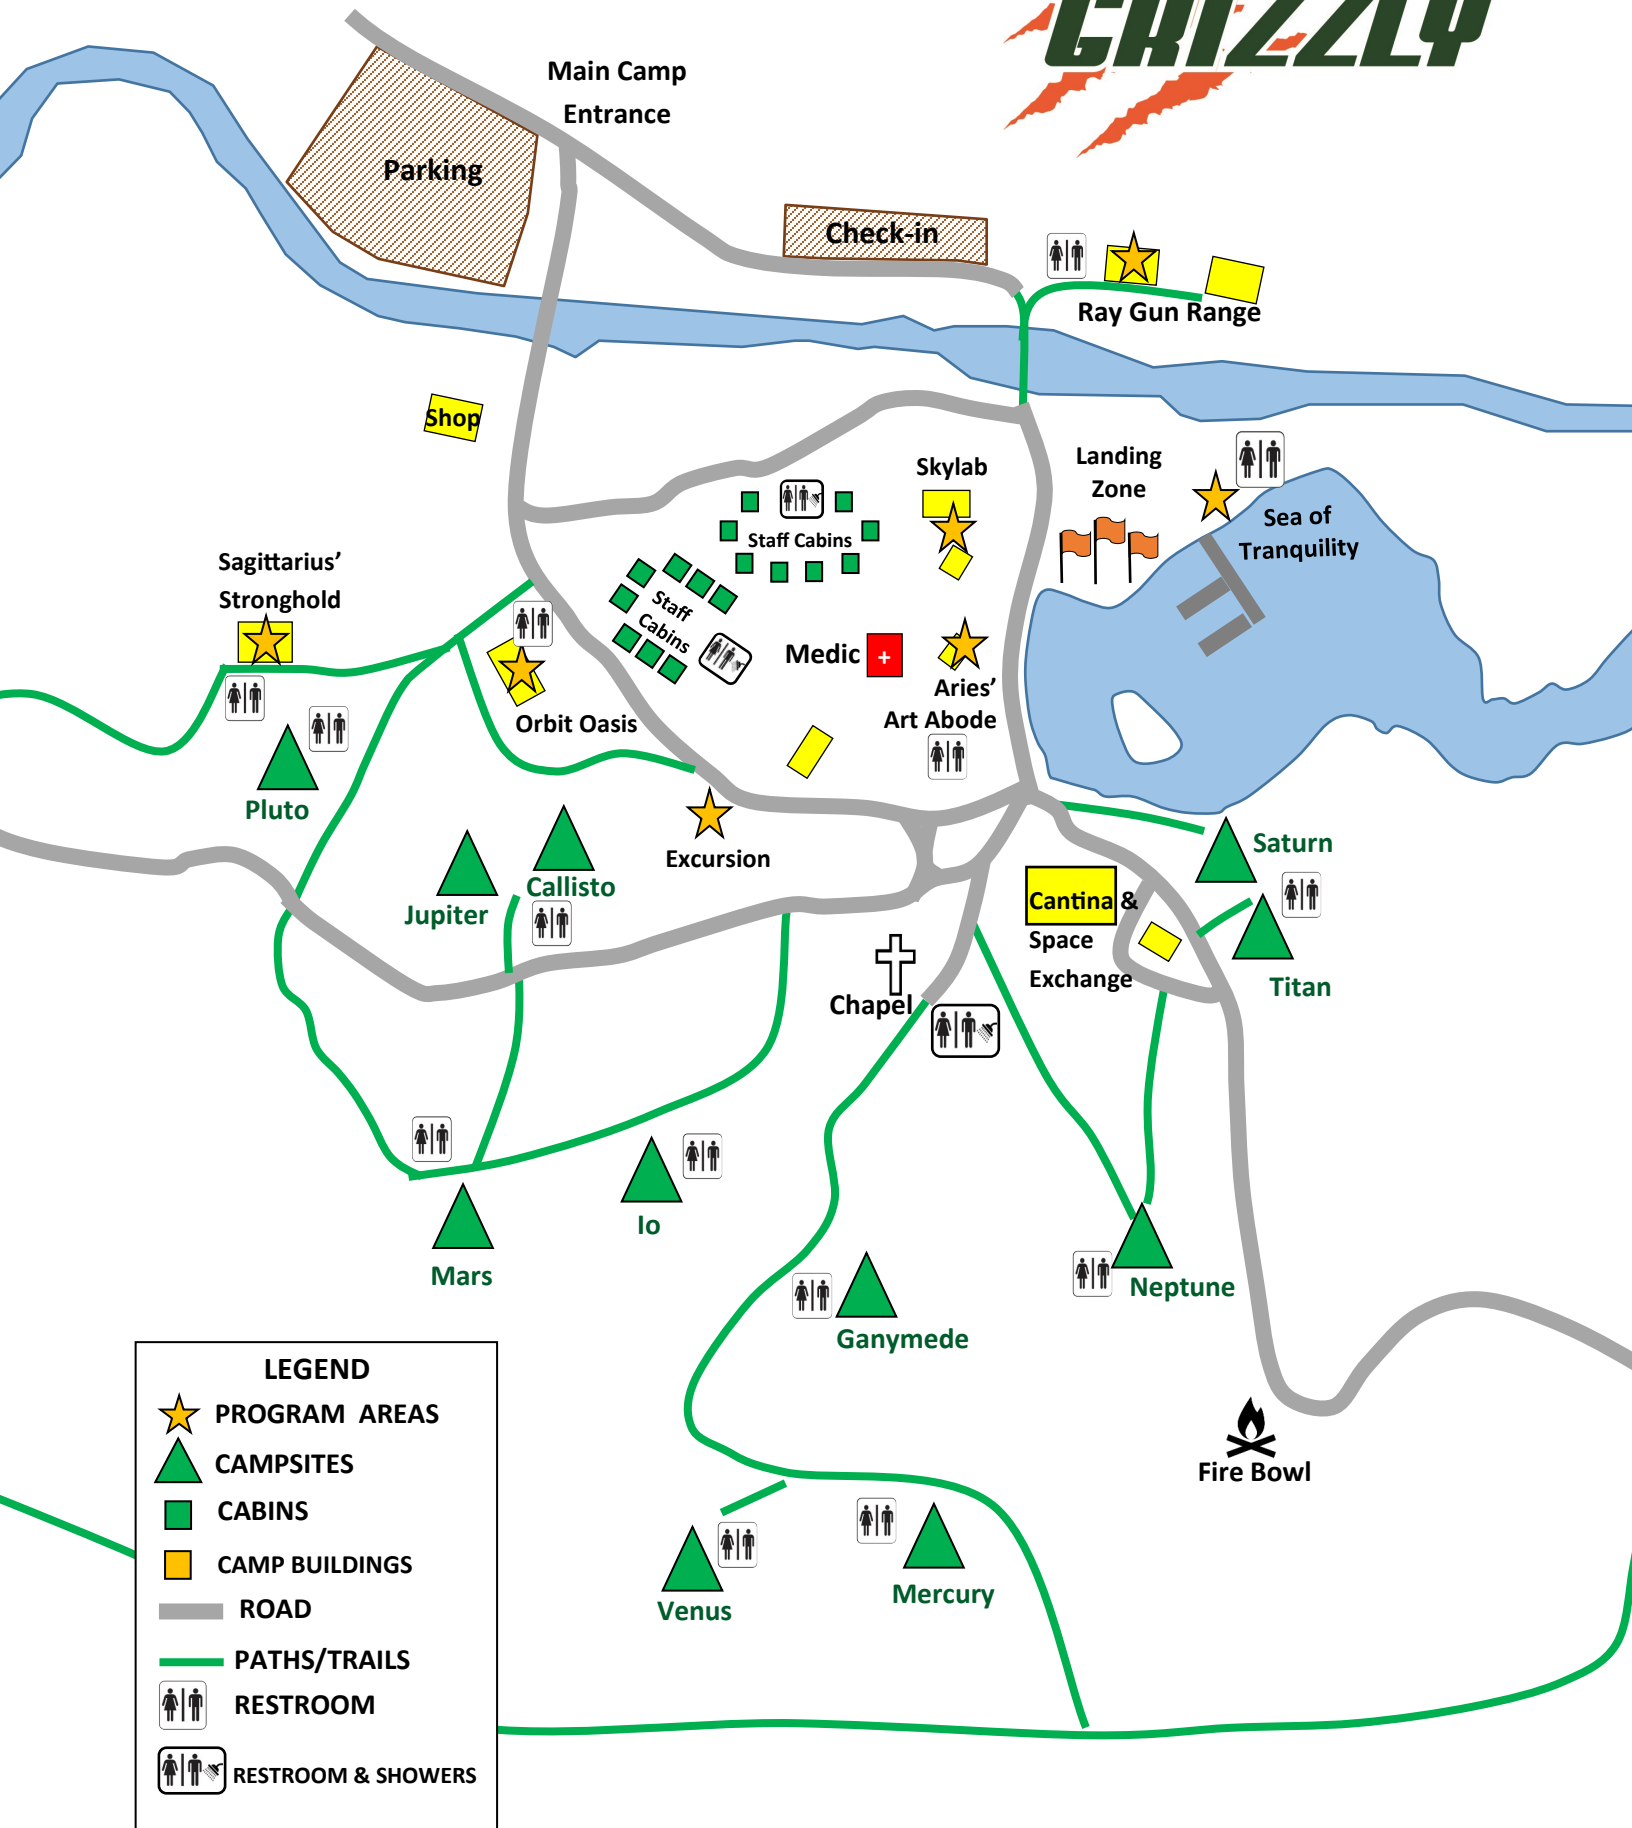 GRIZZLY
Main Camp
Entrance
Parking
Check-in
Ray Gun Range
Shop
Landing
Zone
Skylab
Sea of
Tranquility
Staff Cabins
Sagittarius’
Stronghold
Staff
Cabins
Medic
+
Aries’
Art Abode
Orbit Oasis
Pluto
Excursion
Saturn
Callisto
Jupiter
Cantina &
Space
Exchange
Titan
Chapel
Io
Mars
Neptune
Ganymede
Fire Bowl
Venus
Mercury
LEGEND
PROGRAM AREAS
CAMPSITES
CABINS
CAMP BUILDINGS
ROAD
PATHS/TRAILS
RESTROOM
RESTROOM & SHOWERS